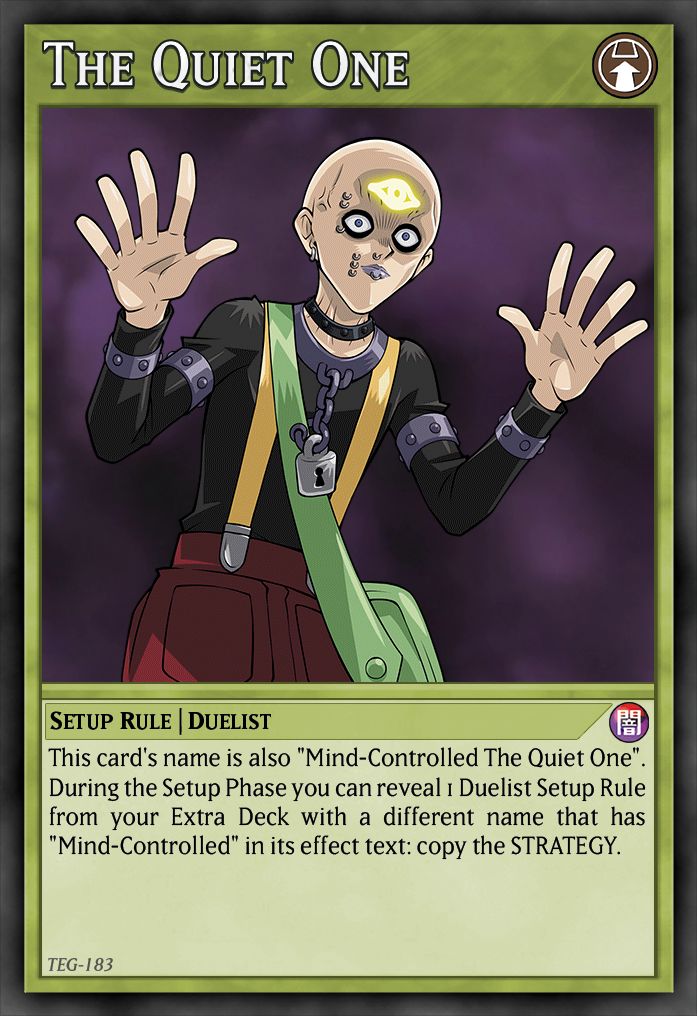 The Quiet One
Setup Rule | Duelist
闇
This card's name is also "Mind-Controlled The Quiet One".
During the Setup Phase you can reveal 1 Duelist Setup Rule
from your Extra Deck with a different name that has
"Mind-Controlled" in its effect text: copy the STRATEGY.
TEG-183